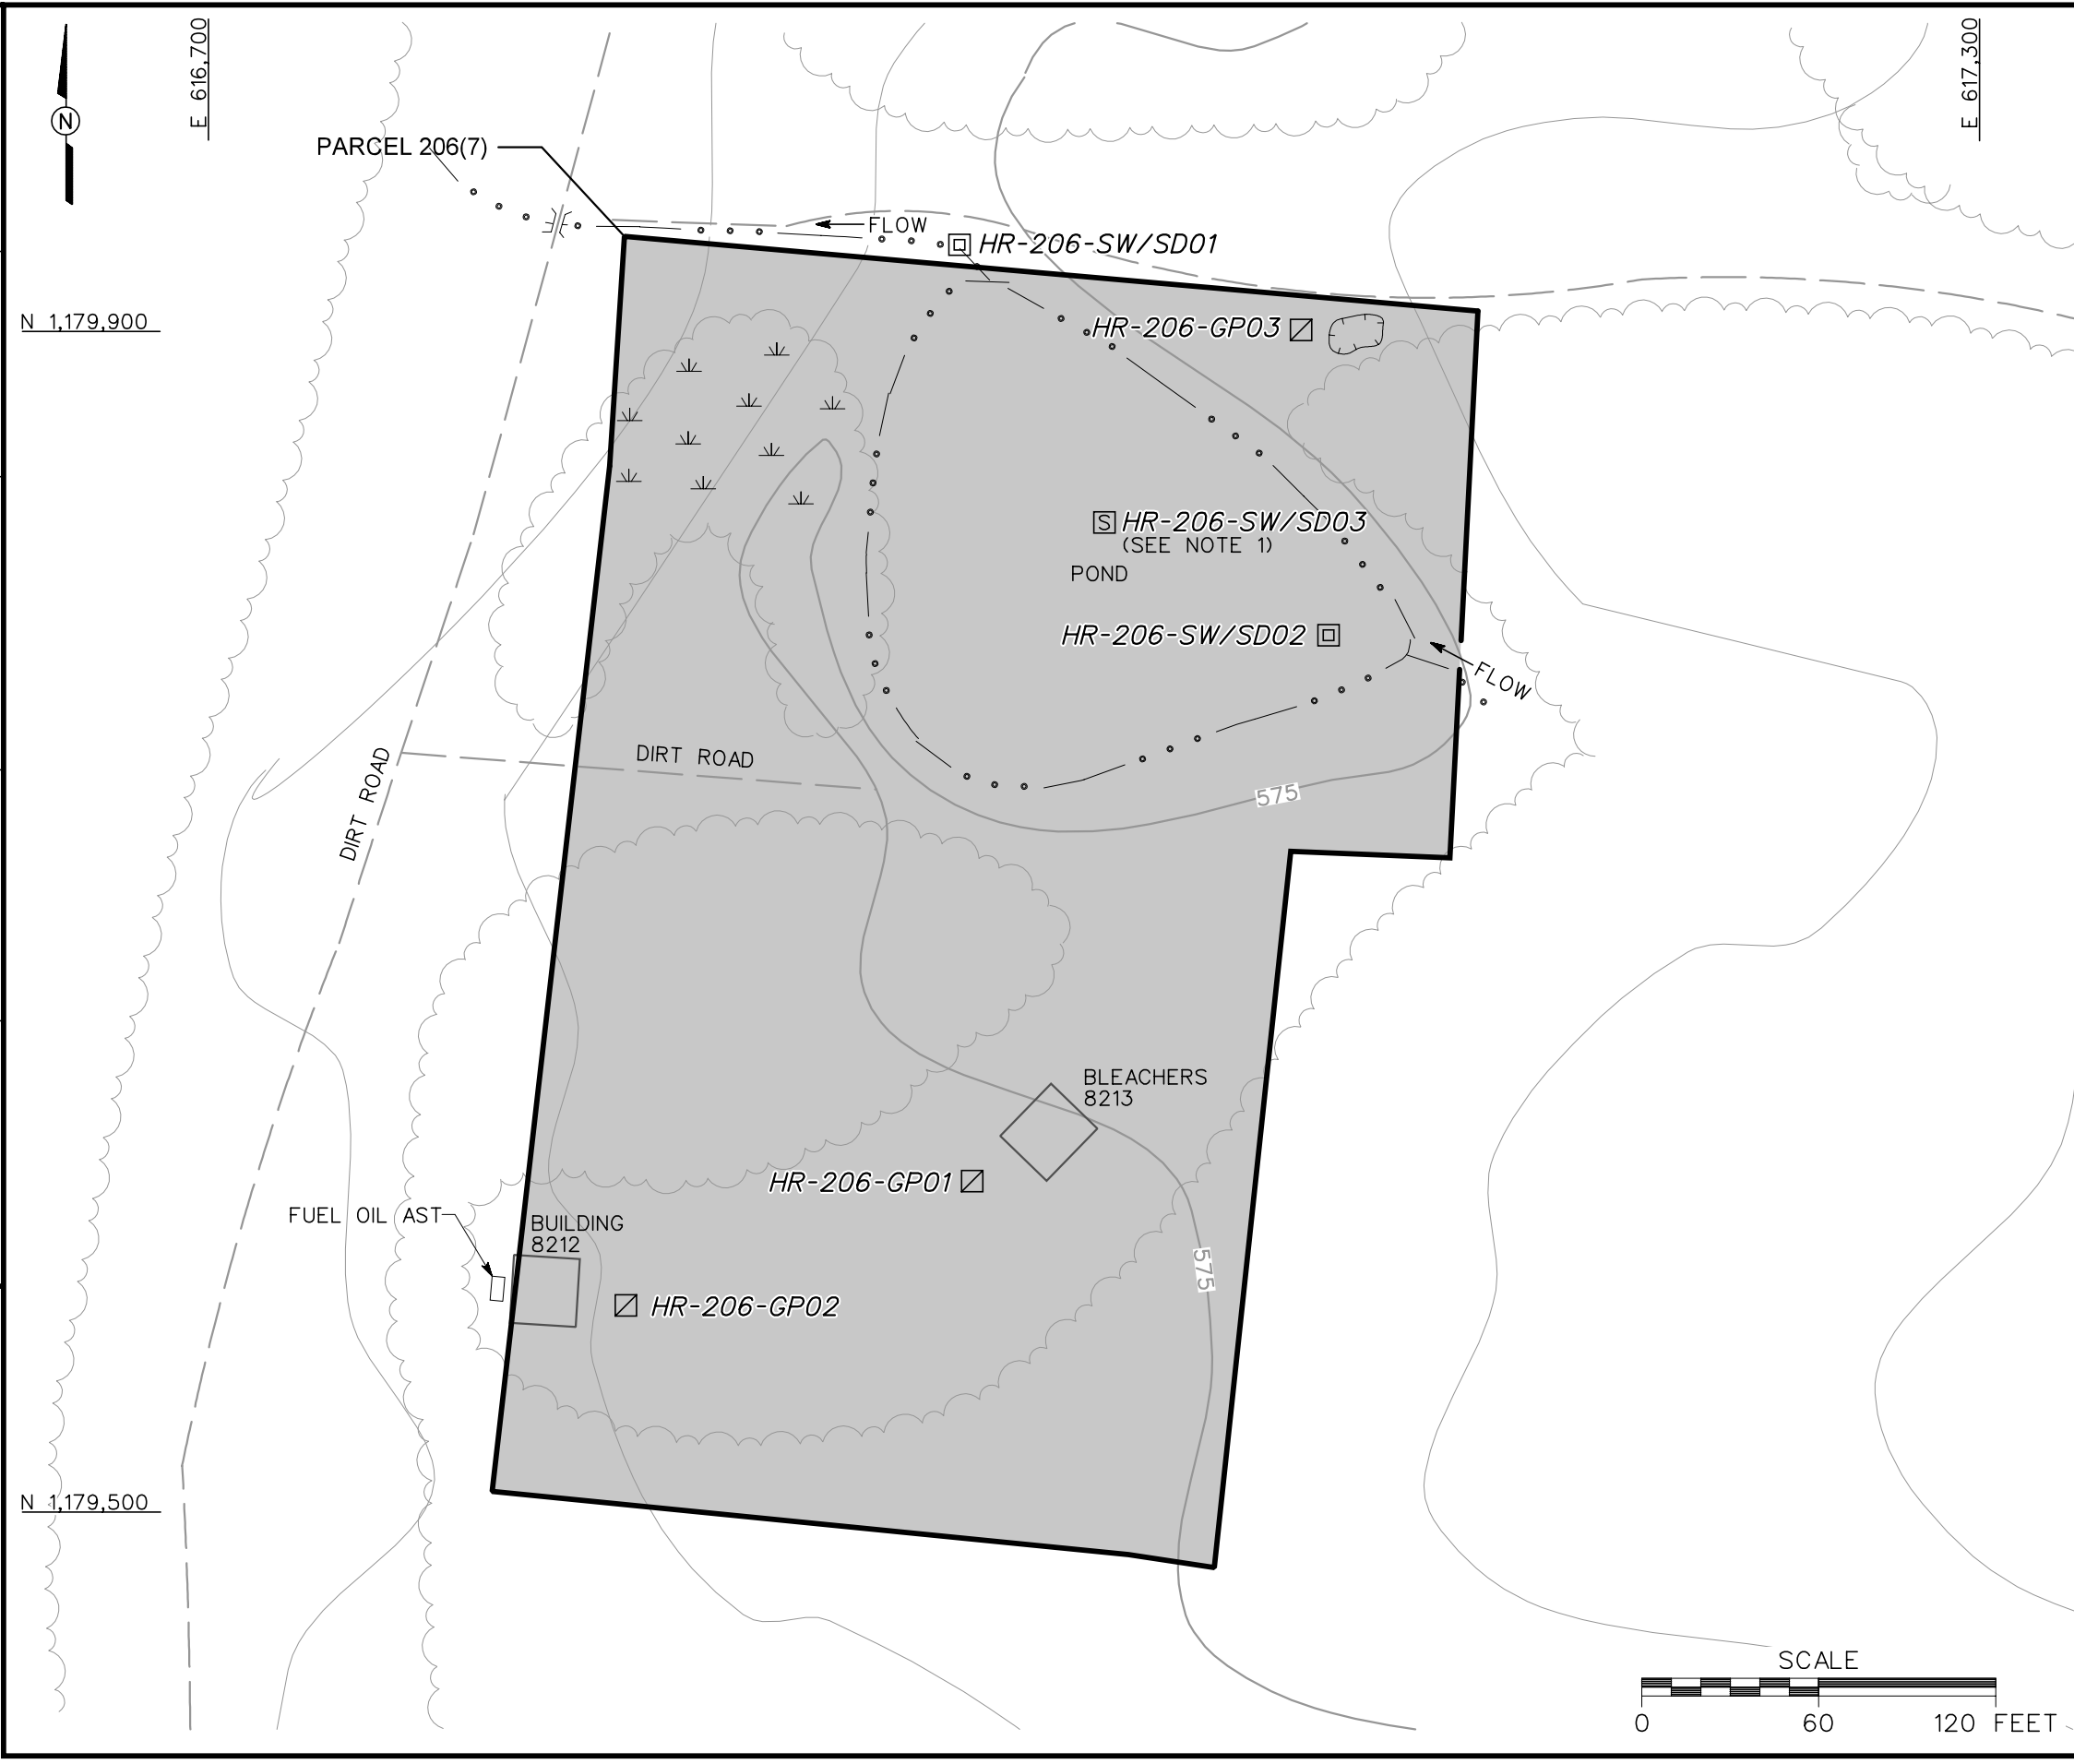 E 616,700
E 617,300
N
PARCEL 206(7)
FLOW
HR-206-SW/SD01
N 1,179,900
HR-206-GP03
HR-206-SW/SD03
(SEE NOTE 1)
POND
HR-206-SW/SD02
FLOW
DIRT ROAD
DIRT ROAD
575
BLEACHERS
8213
HR-206-GP01
FUEL OIL AST
BUILDING
8212
575
HR-206-GP02
N 1,179,500
SCALE
0 60 120 FEET
S